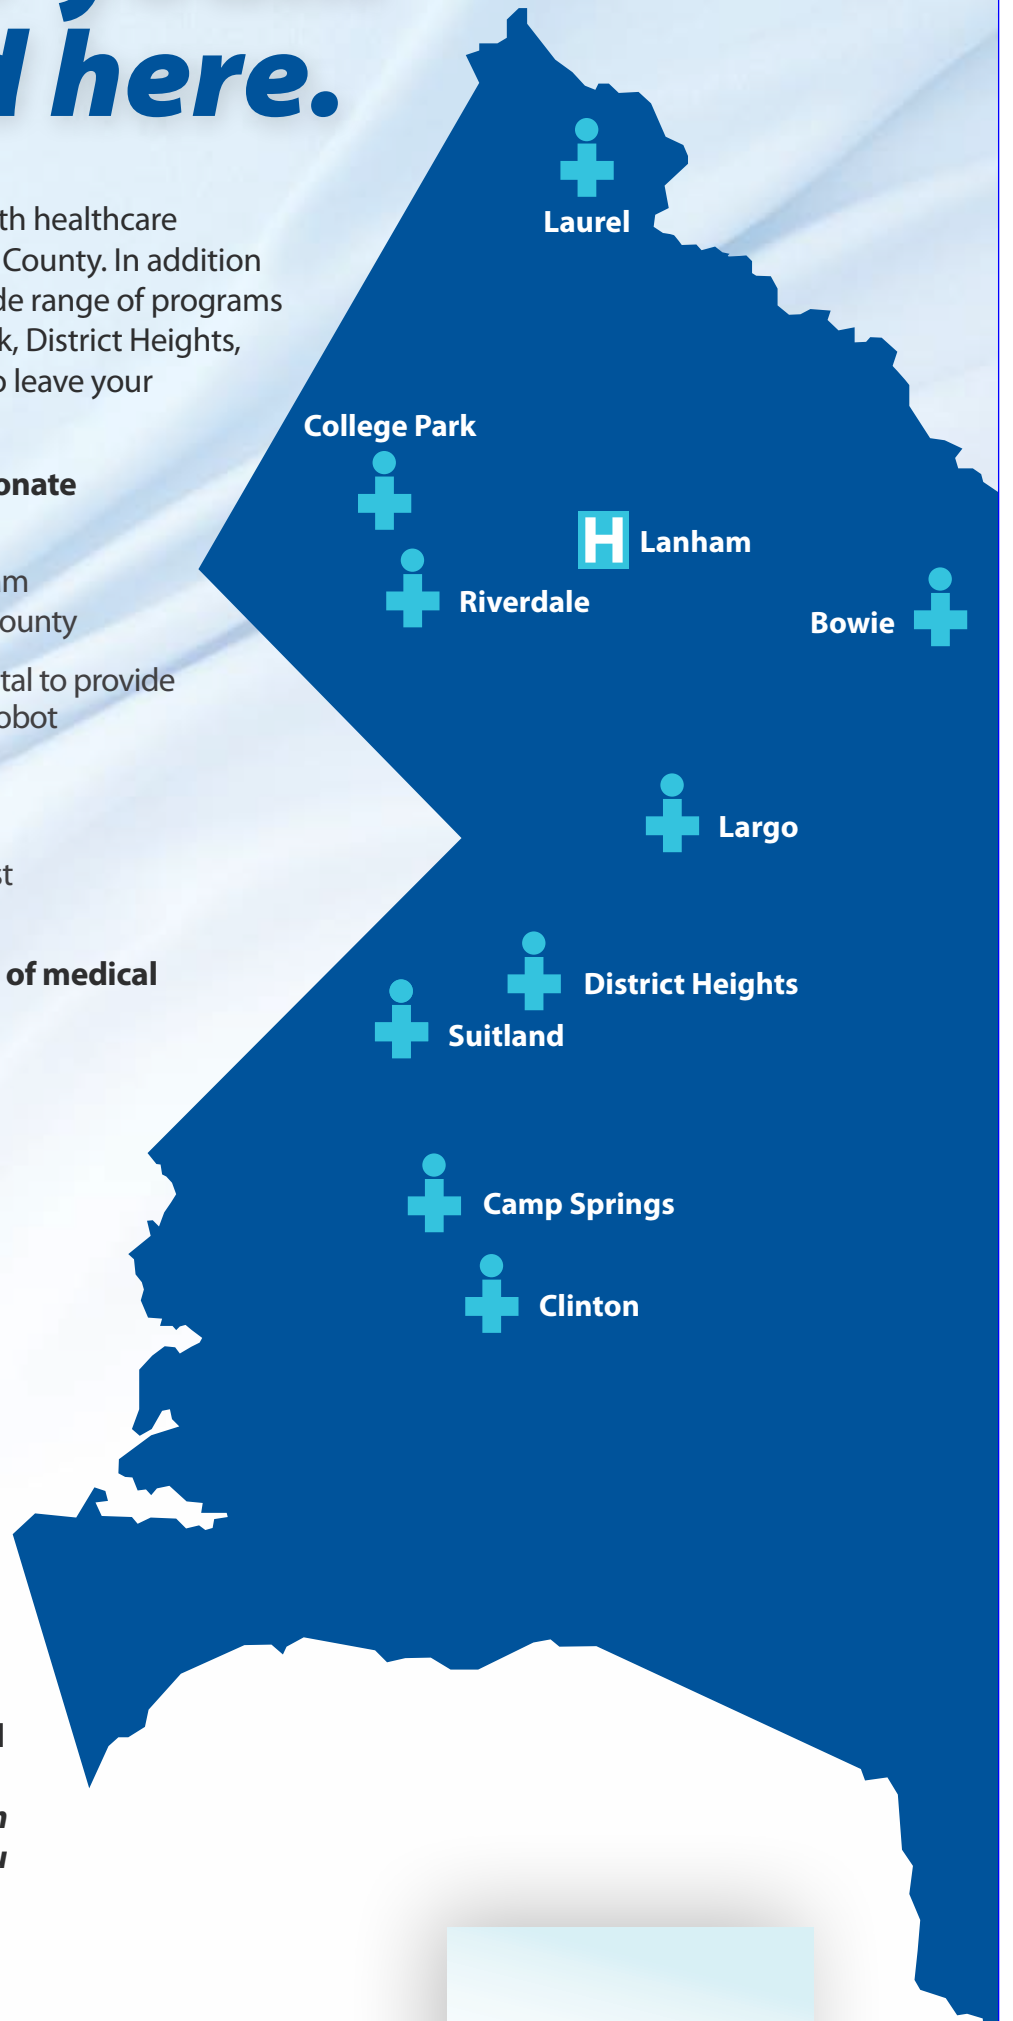 here.
th healthcare
County. In addition
de range of programs
k, District Heights,
o leave your
onate
m
ounty
tal to provide
obot
st
of medical
Laurel
College Park
H Lanham
Riverdale
Bowie
Largo
District Heights
Suitland
Camp Springs
Clinton